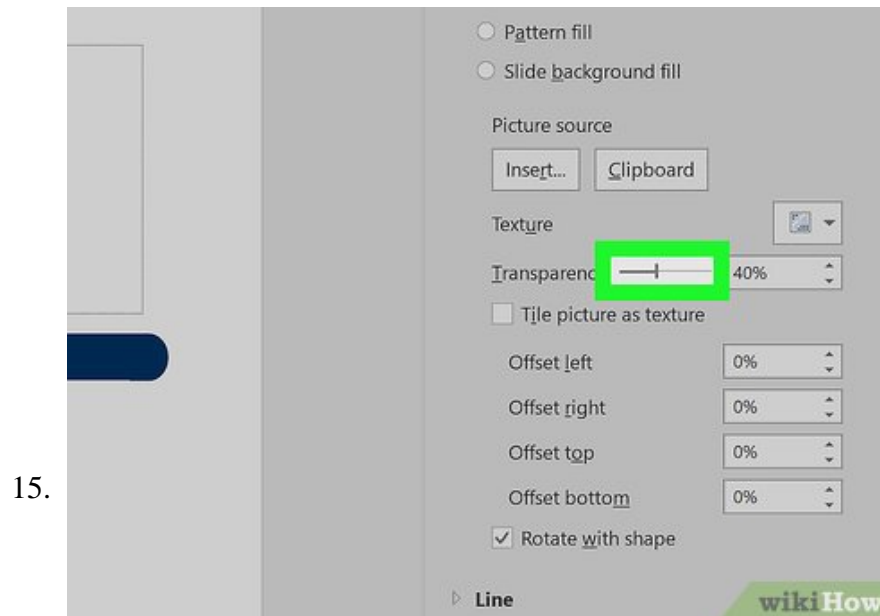 Pattern fill
Slide background fill
Picture source
Insert... Clipboard
Texture
Transparenc 40%
Tile picture as texture
Offset left 0%
Offset right 0%
Offset top 0%
15.
Offset bottom 0%
Rotate with shape
Line
wikiHow